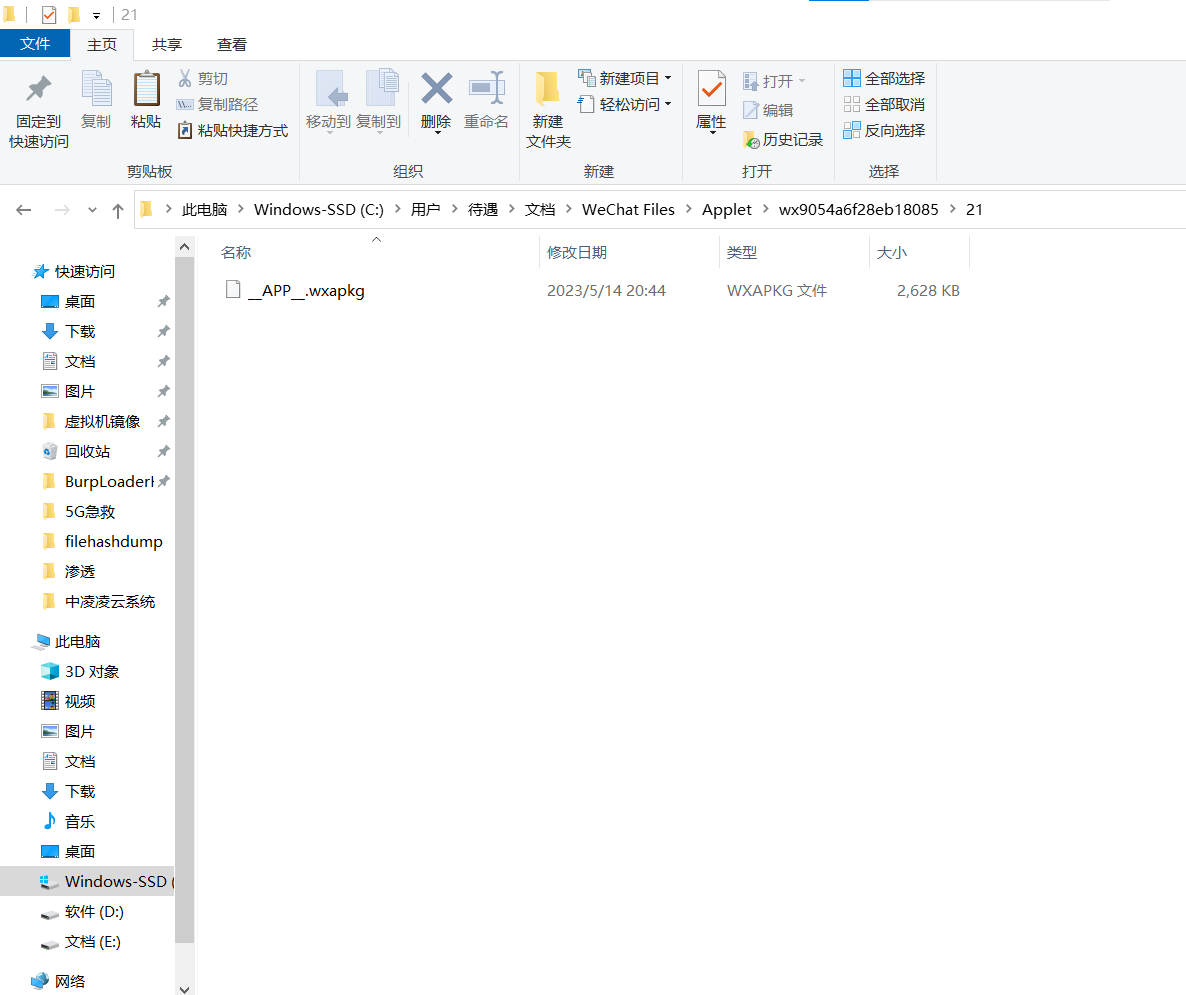 21
文件 主页 共享 查看
固定到
快速访问
复制
粘贴
剪切
复制路径
粘贴快捷方式
剪贴板
移动到
复制到
删除
重命名
组织
新建
文件夹
新建项目
轻松访问
新建
属性
打开
编辑
历史记录
打开
全部选择
全部取消
反向选择
选择
此电脑 Windows-SSD (C:) 用户 待遇 文档 WeChat Files Applet wx9054a6f28eb18085 21
名称 修改日期 类型 大小
__APP__.wxapkg 2023/5/14 20:44 WXAPKG 文件 2,628 KB
快速访问
桌面
下载
文档
图片
虚拟机镜像
回收站
BurpLoader
5G急救
filehashdump
渗透
中凌凌云系统
此电脑
3D 对象
视频
图片
文档
下载
音乐
桌面
Windows-SSD (
软件 (D:)
文档 (E:)
网络